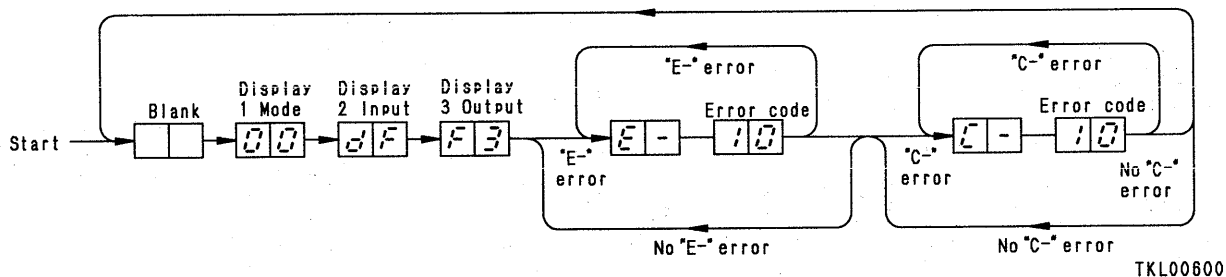 "E-" error
"C-" error
Display
1 Mode
Display
2 Input
Display
3 Output
Blank
Error code
Error code
Start
00
dF
F3
E-
10
C-
10
"E-"
error
"C-"
error
No "C-"
error
No "E-" error
No "C-" error
TKL00600